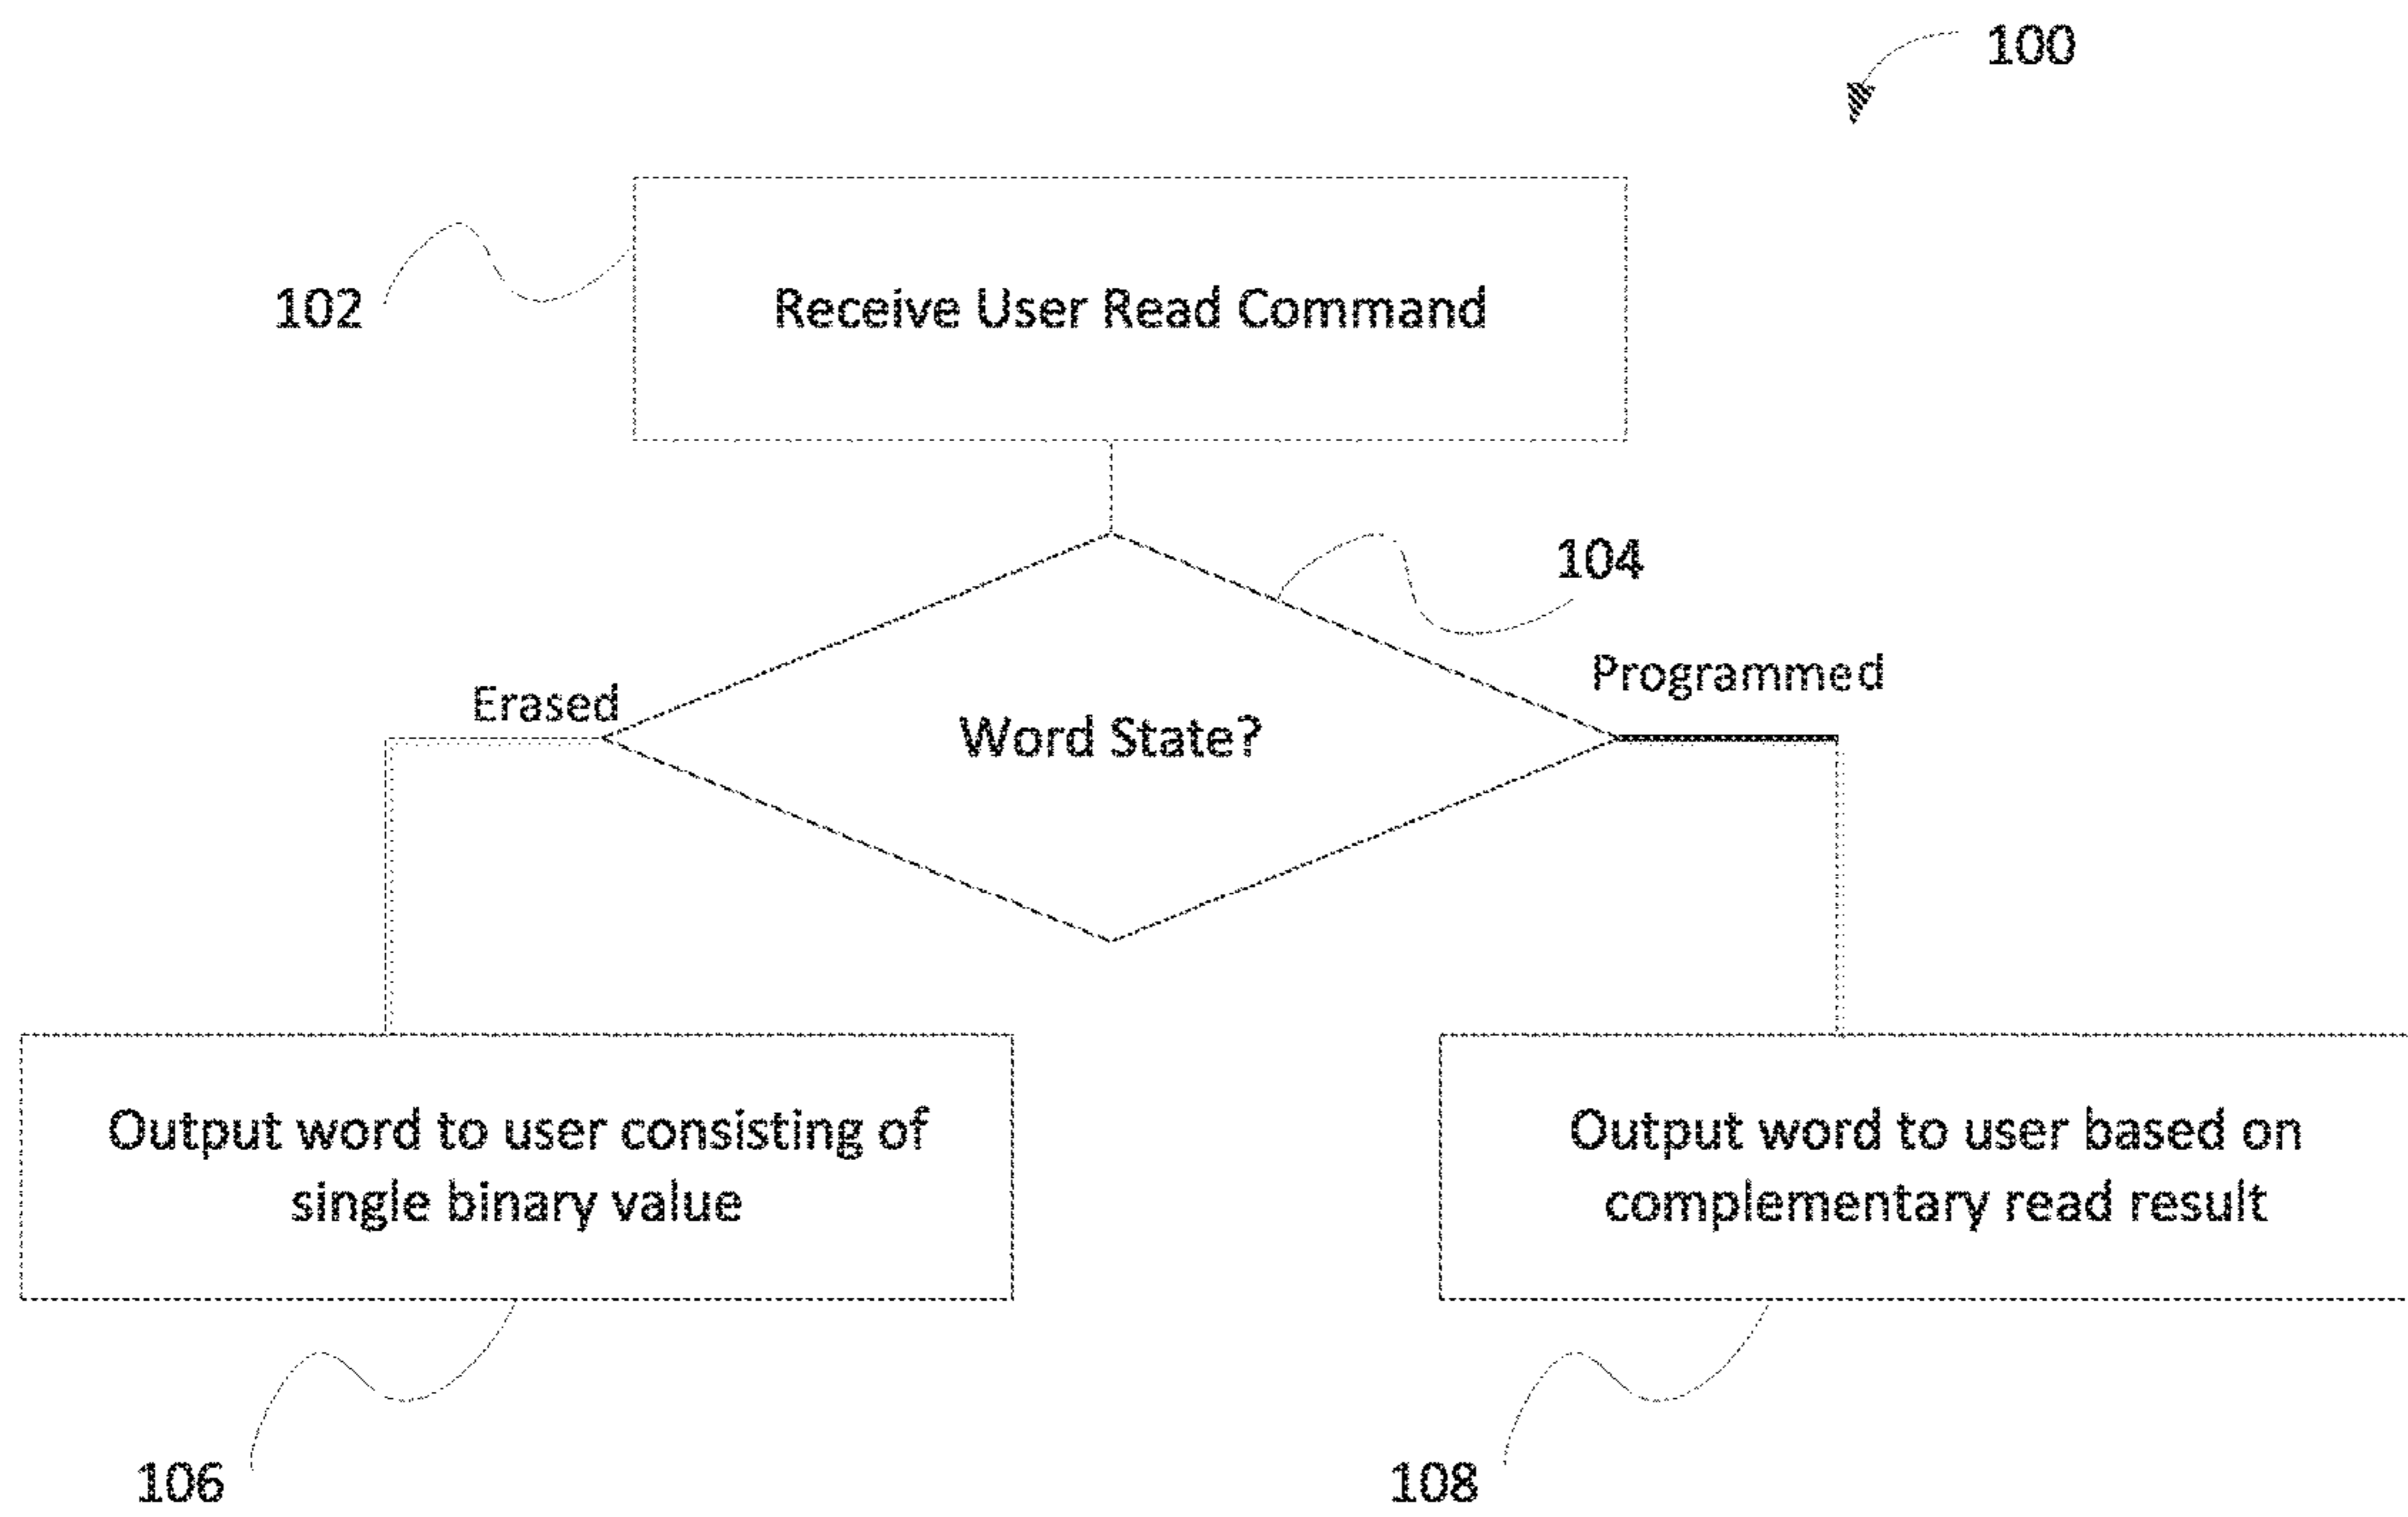 100
102
Receive User Read Command
104
Programmed
Erased
Word State?
Output word to user consisting of
single binary value
Output word to user based on
complementary read result
106
108